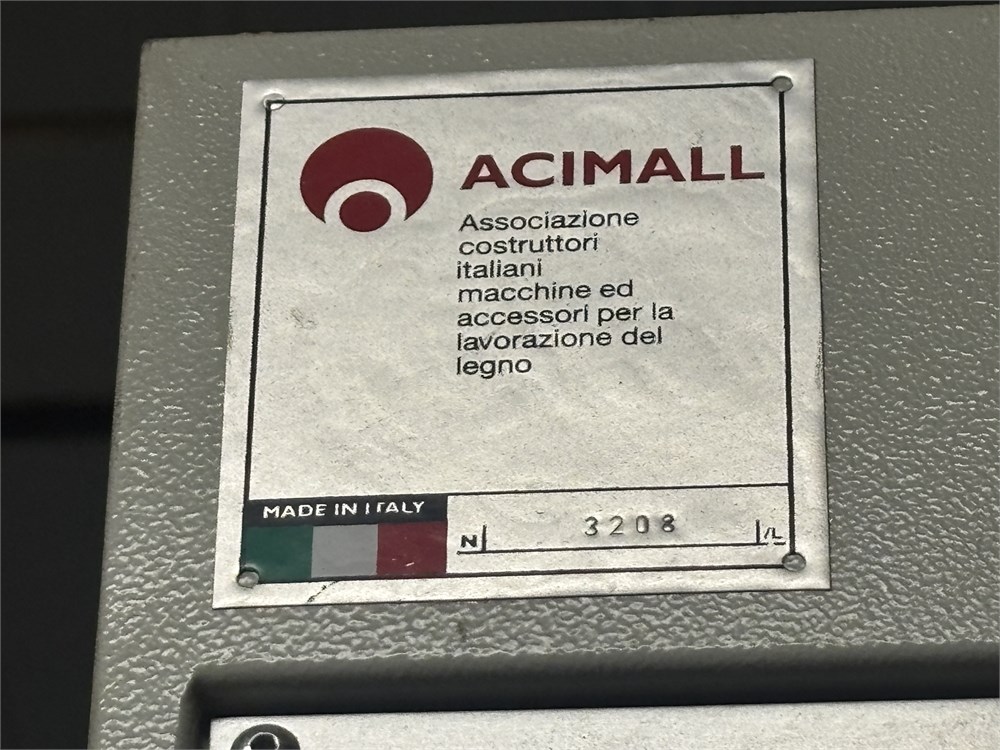 ACIMALL
Associazione
costruttori
italiani
macchine ed
accessori per la
lavorazione del
legno
MADE IN ITALY
N 3208